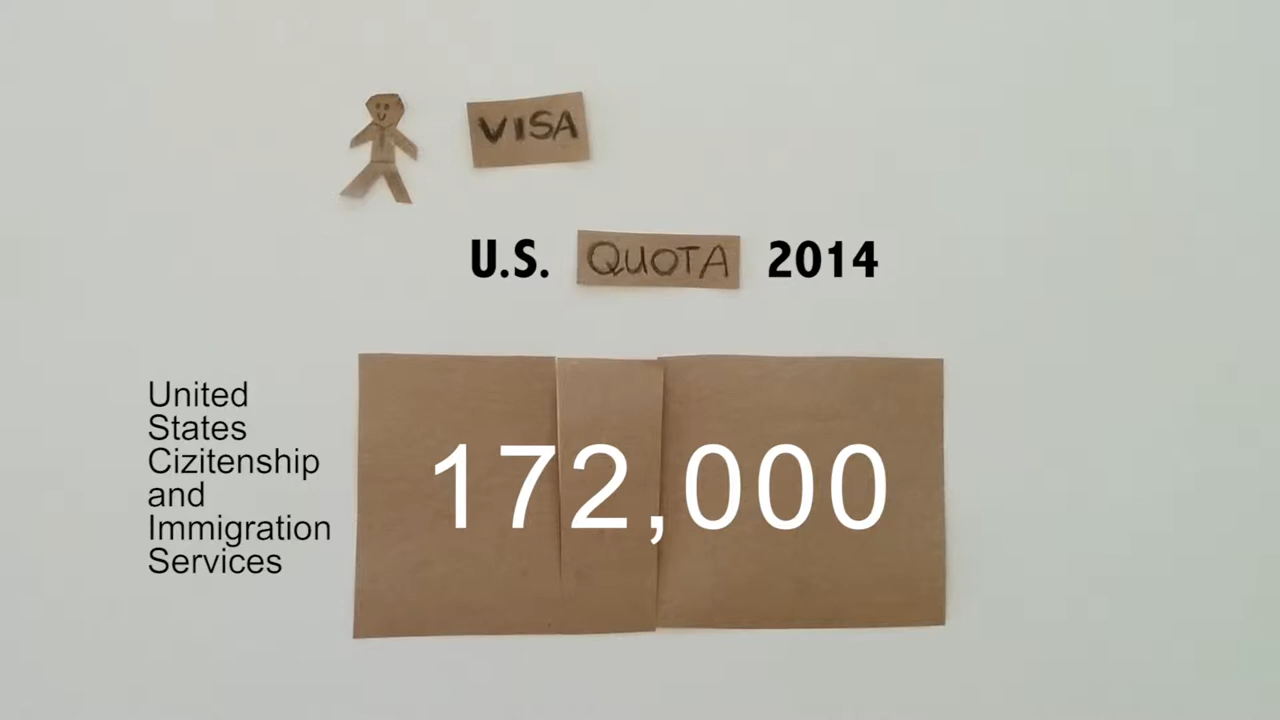 VISA
U.S. QUOTA 2014
United
States
Cizitenship
and
Immigration
Services
172,000